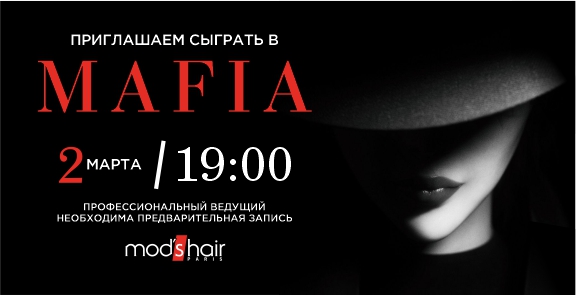 ПРИГЛАШАЕМ СЫГРАТЬ В
MAFIA
2 МАРТА / 19:00
ПРОФЕССИОНАЛЬНЫЙ ВЕДУЩИЙ
НЕОБХОДИМА ПРЕДВАРИТЕЛЬНАЯ ЗАПИСЬ
mod's hair
PARIS